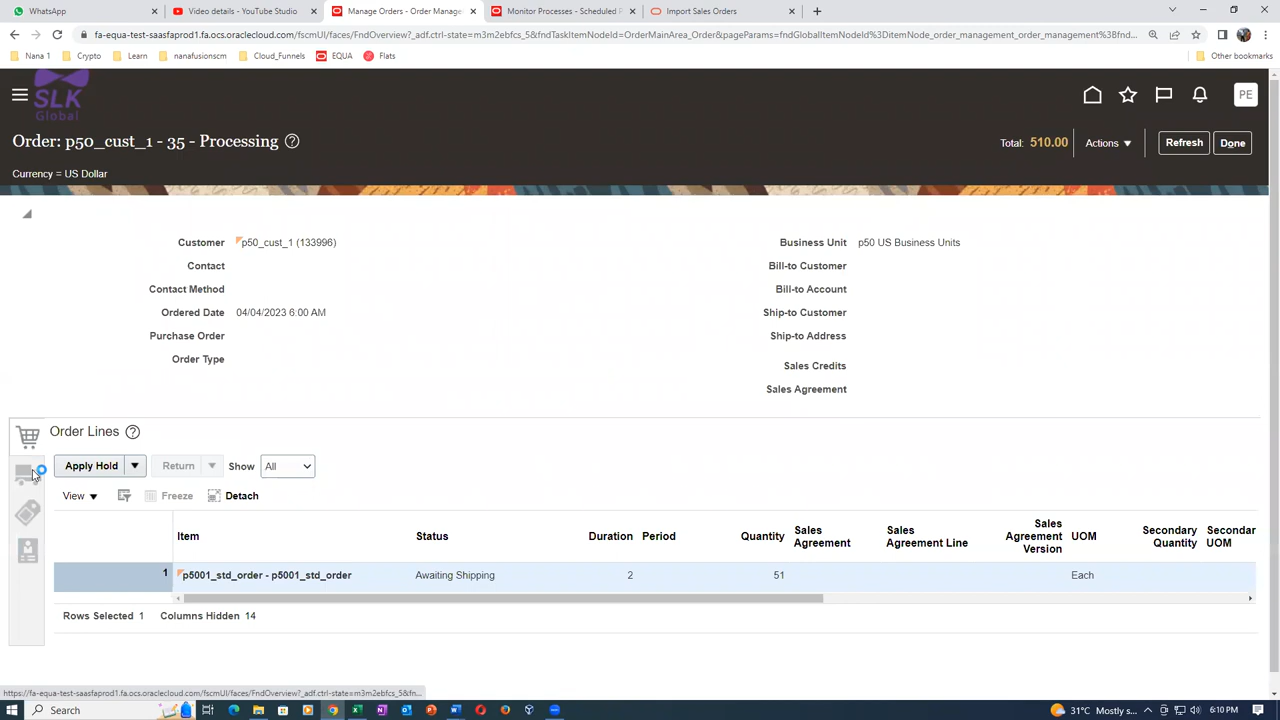 WhatsApp
Video details - YouTube Studio
Manage Orders - Order Manage
Monitor Processes - Scheduled P
Import Sales Orders
fa-equa-test-saasfaprod1.fa.ocs.oraclecloud.com/fscmUI/faces/FndOverview?_adf.ctrl-state=m3m2ebfcs_5&fndTaskItemNodeId=OrderMainArea_Order&pageParams=fndGlobalItemNodeId%3DitemNode_order_management_order_management%3Bfnd...
Nana 1
Crypto
Learn
nanafusionscm
Cloud_Funnels
EQUA
Flats
Other bookmarks
SLK
Global
PE
Order: p50_cust_1 - 35 - Processing
Total: 510.00
Actions
Refresh
Done
Currency = US Dollar
Customer p50_cust_1 (133996)
Business Unit p50 US Business Units
Contact
Bill-to Customer
Contact Method
Bill-to Account
Ordered Date 04/04/2023 6:00 AM
Ship-to Customer
Purchase Order
Ship-to Address
Order Type
Sales Credits
Sales Agreement
Order Lines
Apply Hold
Return
Show
All
View
Freeze
Detach
Item
Status
Duration
Period
Quantity
Sales Agreement
Sales Agreement Line
Sales Agreement Version
UOM
Secondary Quantity
Secondar UOM
1 p5001_std_order - p5001_std_order Awaiting Shipping 2 51 Each
Rows Selected 1 Columns Hidden 14
https://fa-equa-test-saasfaprod1.fa.ocs.oraclecloud.com/fscmUI/faces/FndOverview?_adf.ctrl-state=m3m2ebfcs_5&fn...
Search
31°C Mostly s...
ENG
6:10 PM